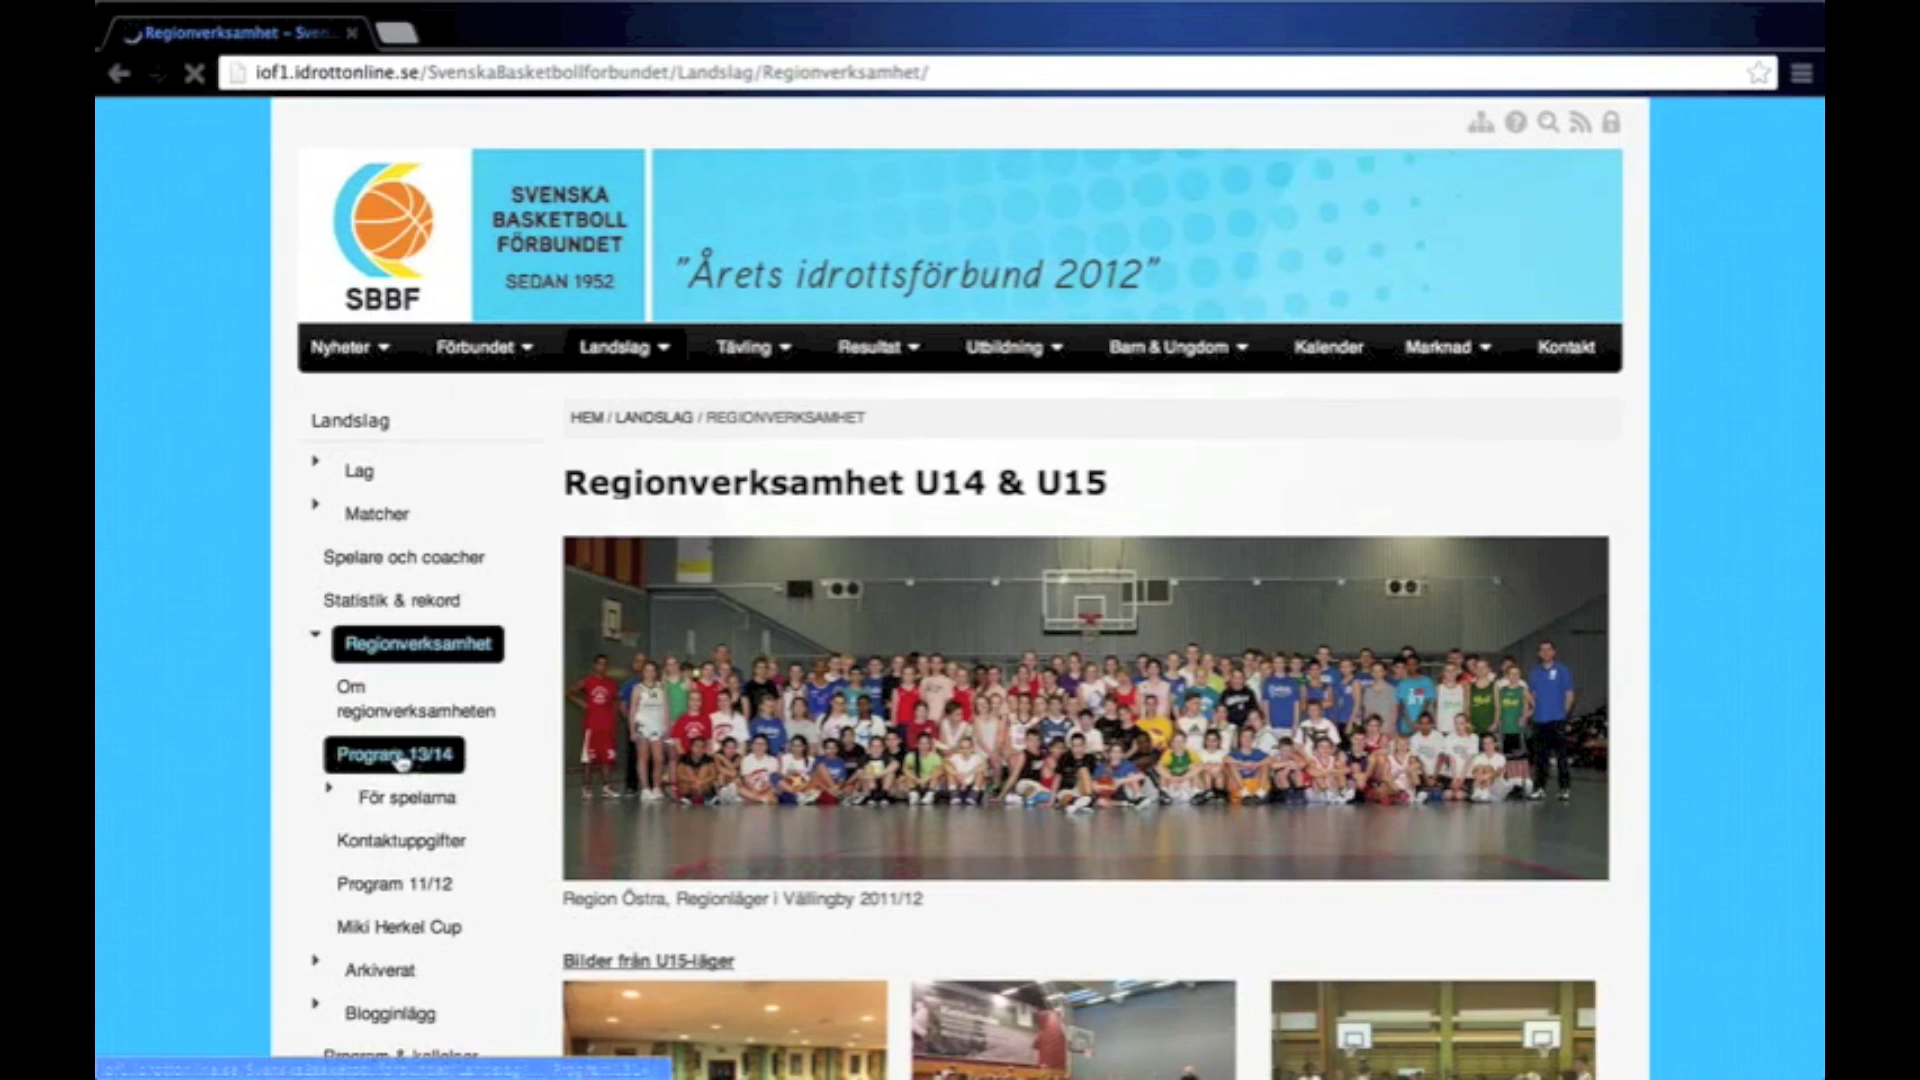 Regionverksamhet – Sven...
iof1.idrottonline.se/SvenskaBasketbollforbundet/Landslag/Regionverksamhet/
SVENSKA
BASKETBOLL
FÖRBUNDET
SEDAN 1952
SBBF
"Årets idrottsförbund 2012"
Nyheter Förbundet Landslag Tävling Resultat Utbildning Barn & Ungdom Kalender Marknad Kontakt
Landslag
Lag
Matcher
Spelare och coacher
Statistik & rekord
Regionverksamhet
Om
regionverksamheten
Program 13/14
För spelarna
Kontaktuppgifter
Program 11/12
Miki Herkel Cup
Arkiverat
Blogginlägg
Program & kallelser
HEM / LANDSLAG / REGIONVERKSAMHET
Regionverksamhet U14 & U15
Region Östra, Regionläger i Vällingby 2011/12
Bilder från U15-läger